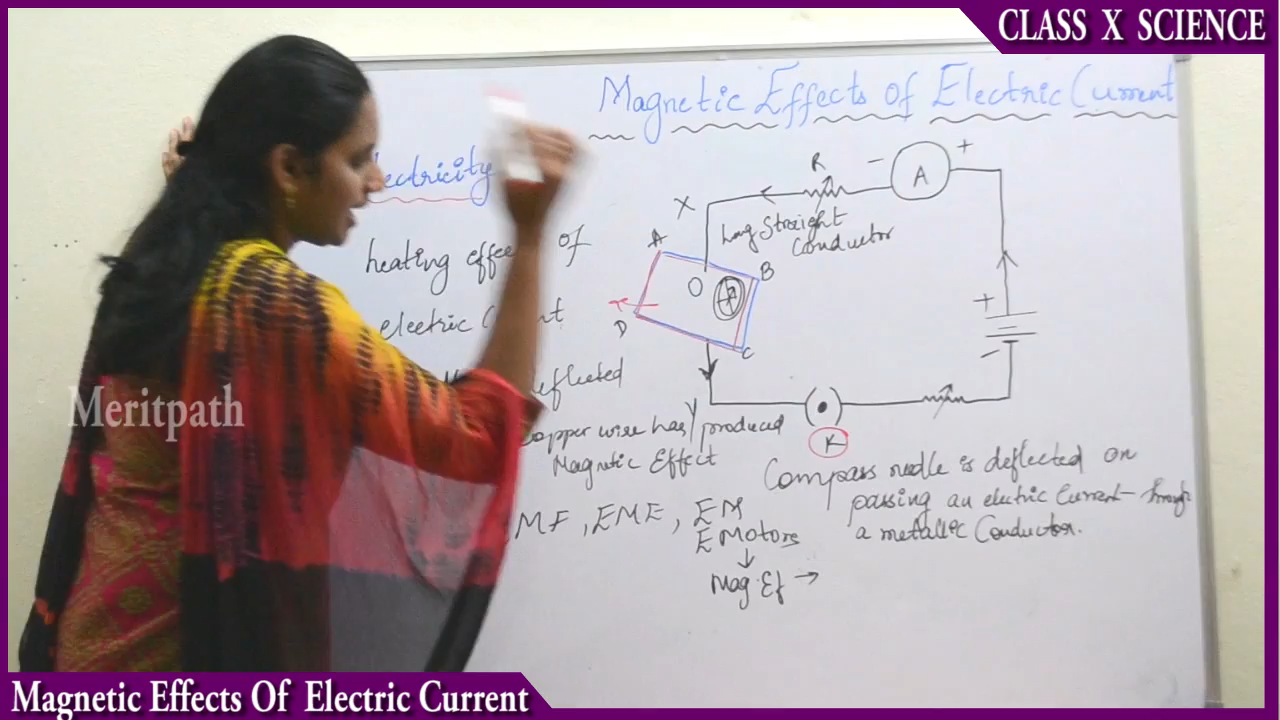 CLASS X SCIENCE
Magnetic Effects Of Electric Current
ectricity
heating effe of
electric C nt
eflected
Copper wire has produced
Magnetic Effect
MF, EME, EM
E Motors
Mag. Ef →
X
R
-
A
+
Long Straight
Conductor
A
B
O
D
C
Y
K
+
-
Compass needle is deflected on
passing an electric Current through
a metallic Conductor.
Meritpath
Magnetic Effects Of Electric Current